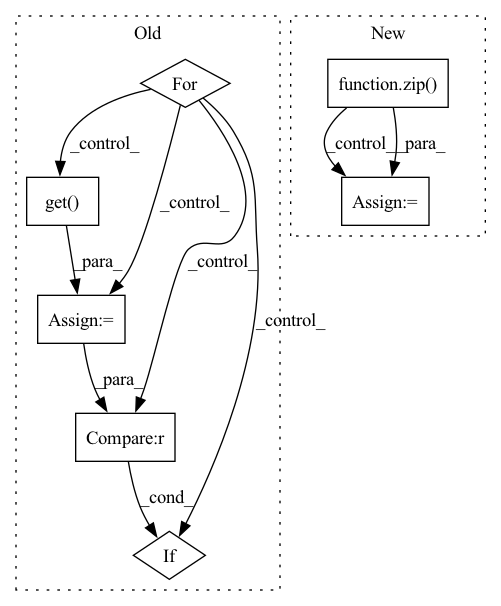 Old
New
For
function.zip()
_control_
_control_
_para_
get()
_control_
Assign:=
_para_
_control_
Assign:=
_control_
_para_
Compare:r
_cond_
If